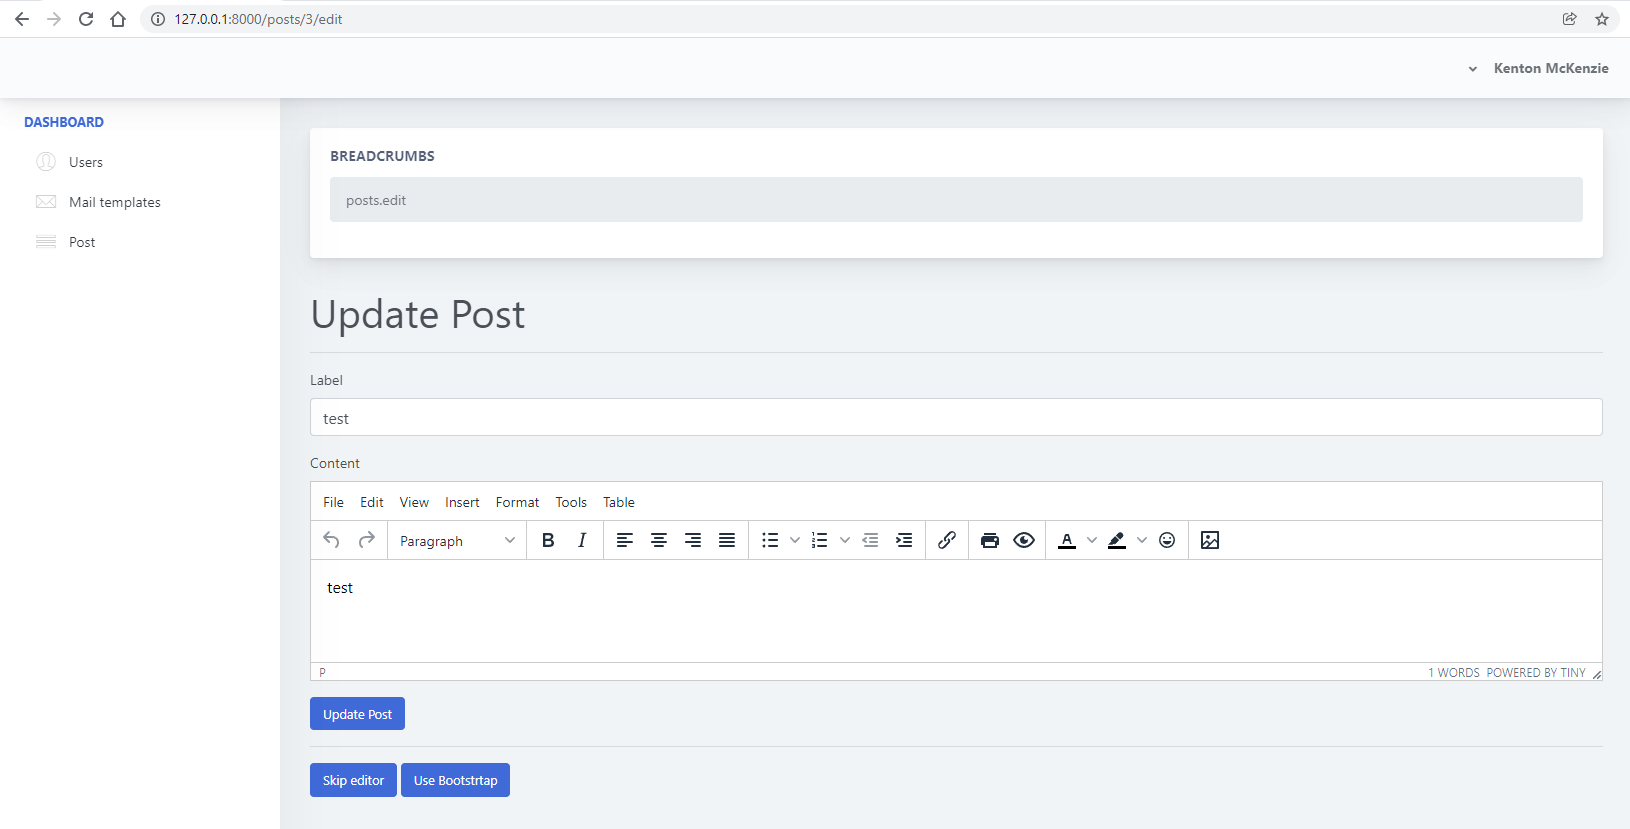 127.0.0.1:8000/posts/3/edit
Kenton McKenzie
DASHBOARD
Users
Mail templates
Post
BREADCRUMBS
posts.edit
Update Post
Label
test
Content
File Edit View Insert Format Tools Table
Paragraph B I A
test
P 1 WORDS POWERED BY TINY
Update Post
Skip editor Use Bootstrtap